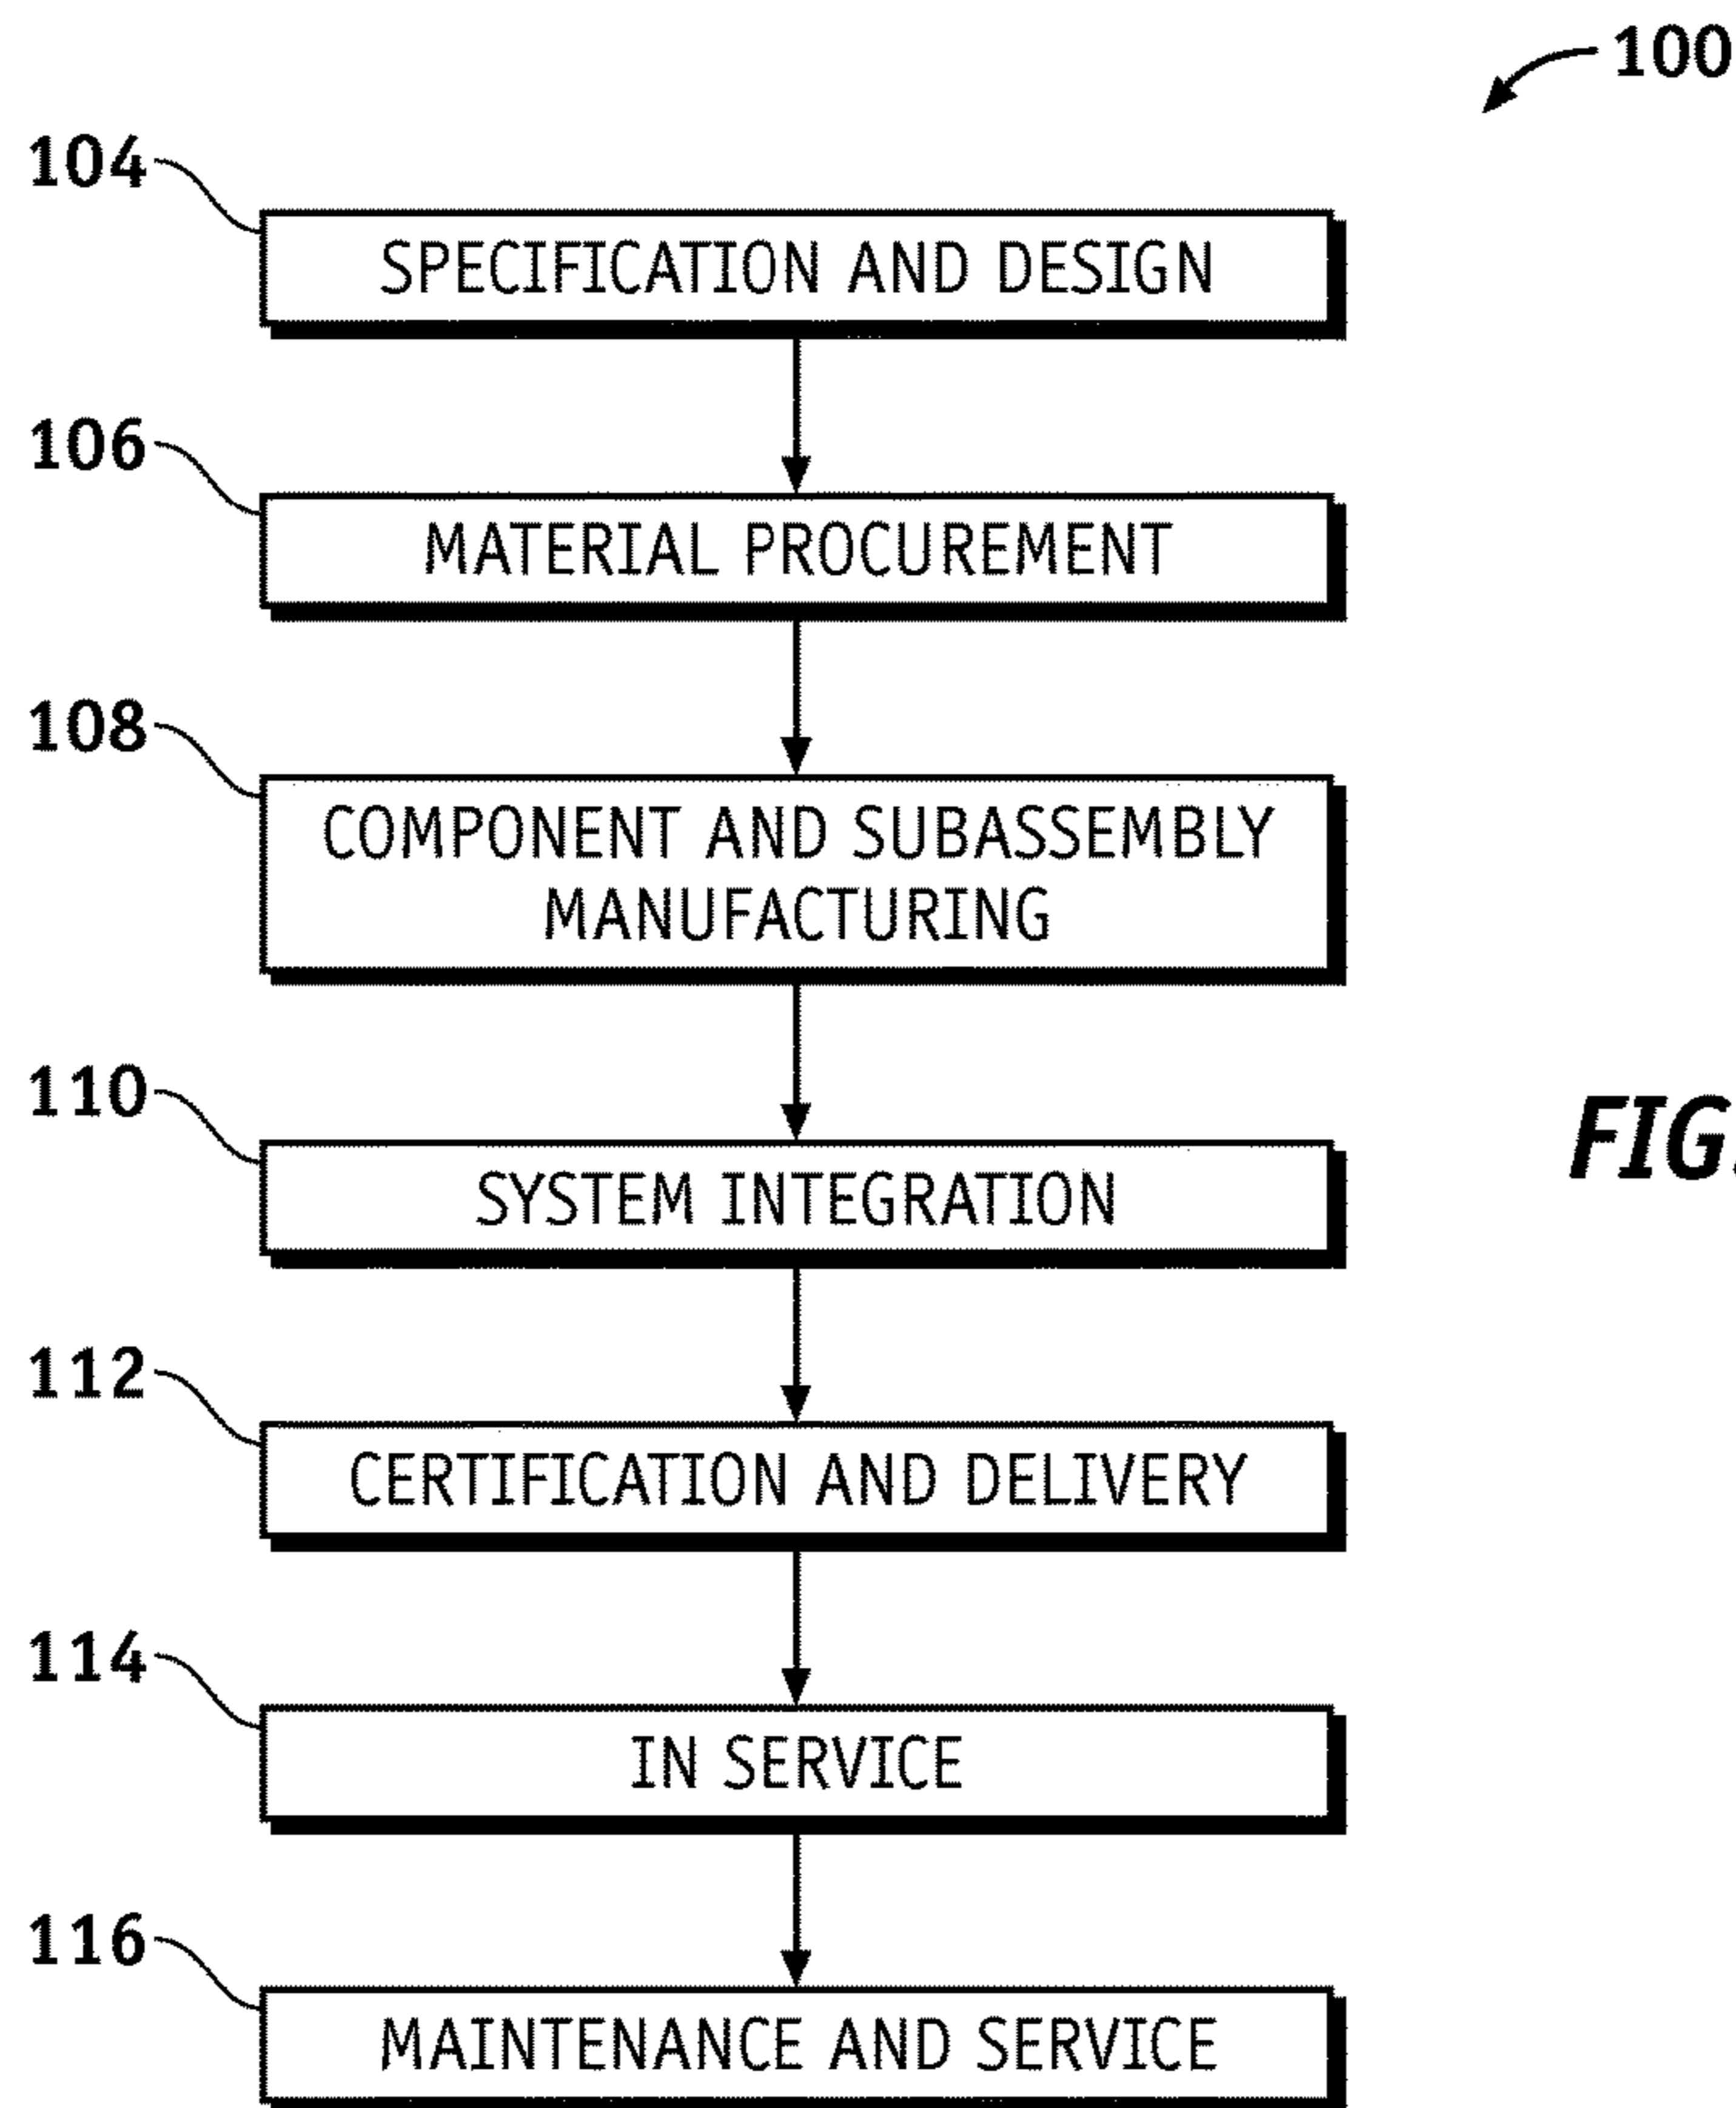 100
104
SPECIFICATION AND DESIGN
106
MATERIAL PROCUREMENT
108
COMPONENT AND SUBASSEMBLY
MANUFACTURING
110
SYSTEM INTEGRATION
FIG.
112
CERTIFICATION AND DELIVERY
114
IN SERVICE
116
MAINTENANCE AND SERVICE